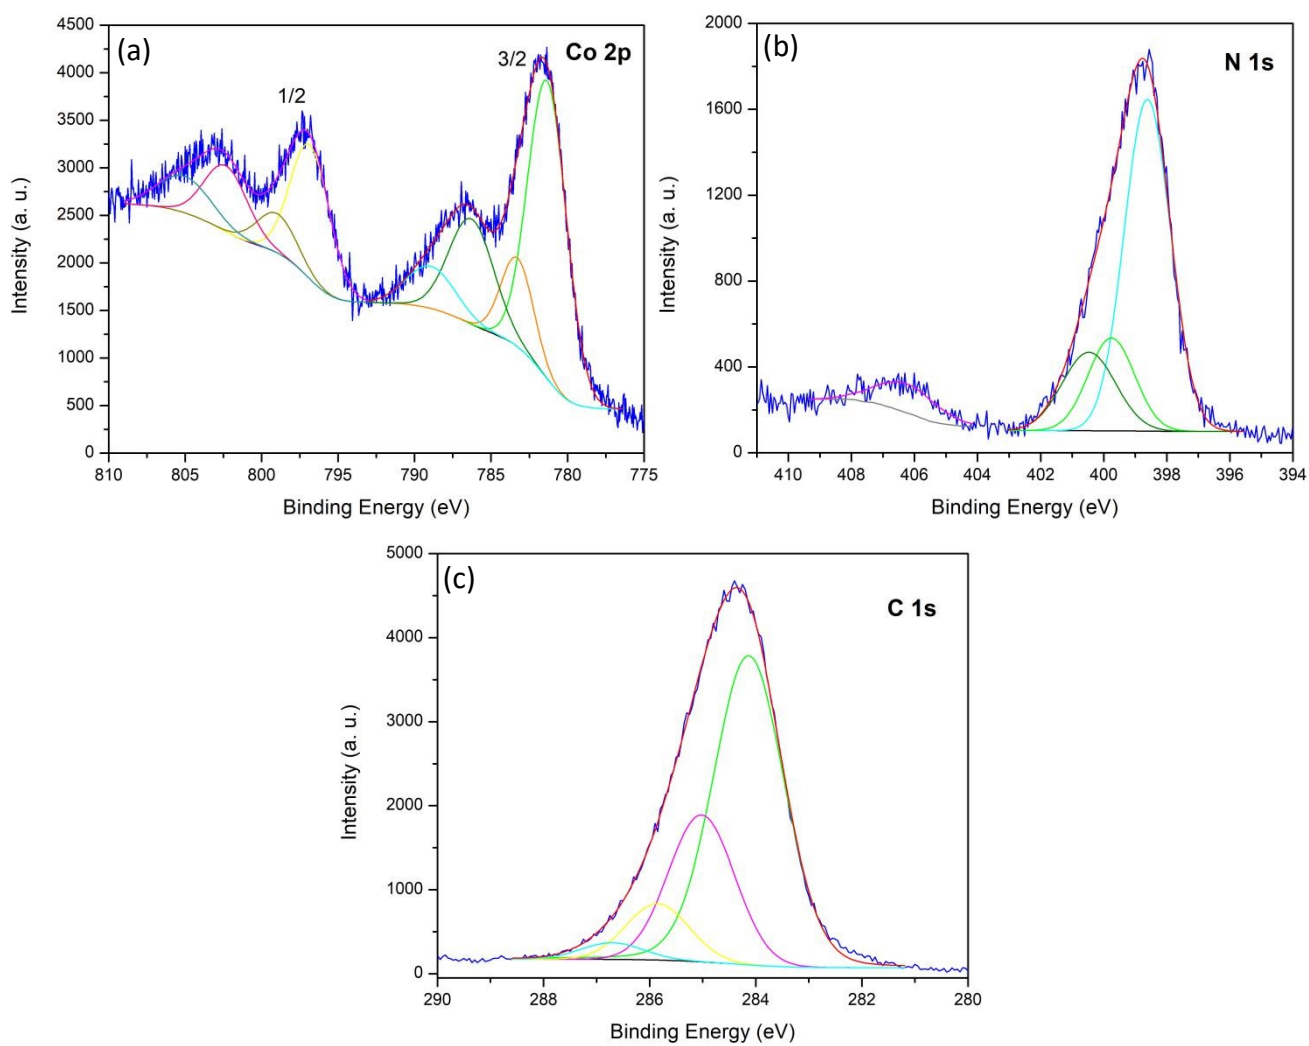 (a)
Co 2p
3/2
1/2
4500
4000
3500
3000
2500
2000
1500
1000
500
0
Intensity (a. u.)
810 805 800 795 790 785 780 775
Binding Energy (eV)
(b)
N 1s
2000
1600
1200
800
400
0
Intensity (a. u.)
410 408 406 404 402 400 398 396 394
Binding Energy (eV)
(c)
C 1s
5000
4000
3000
2000
1000
0
Intensity (a. u.)
290 288 286 284 282 280
Binding Energy (eV)